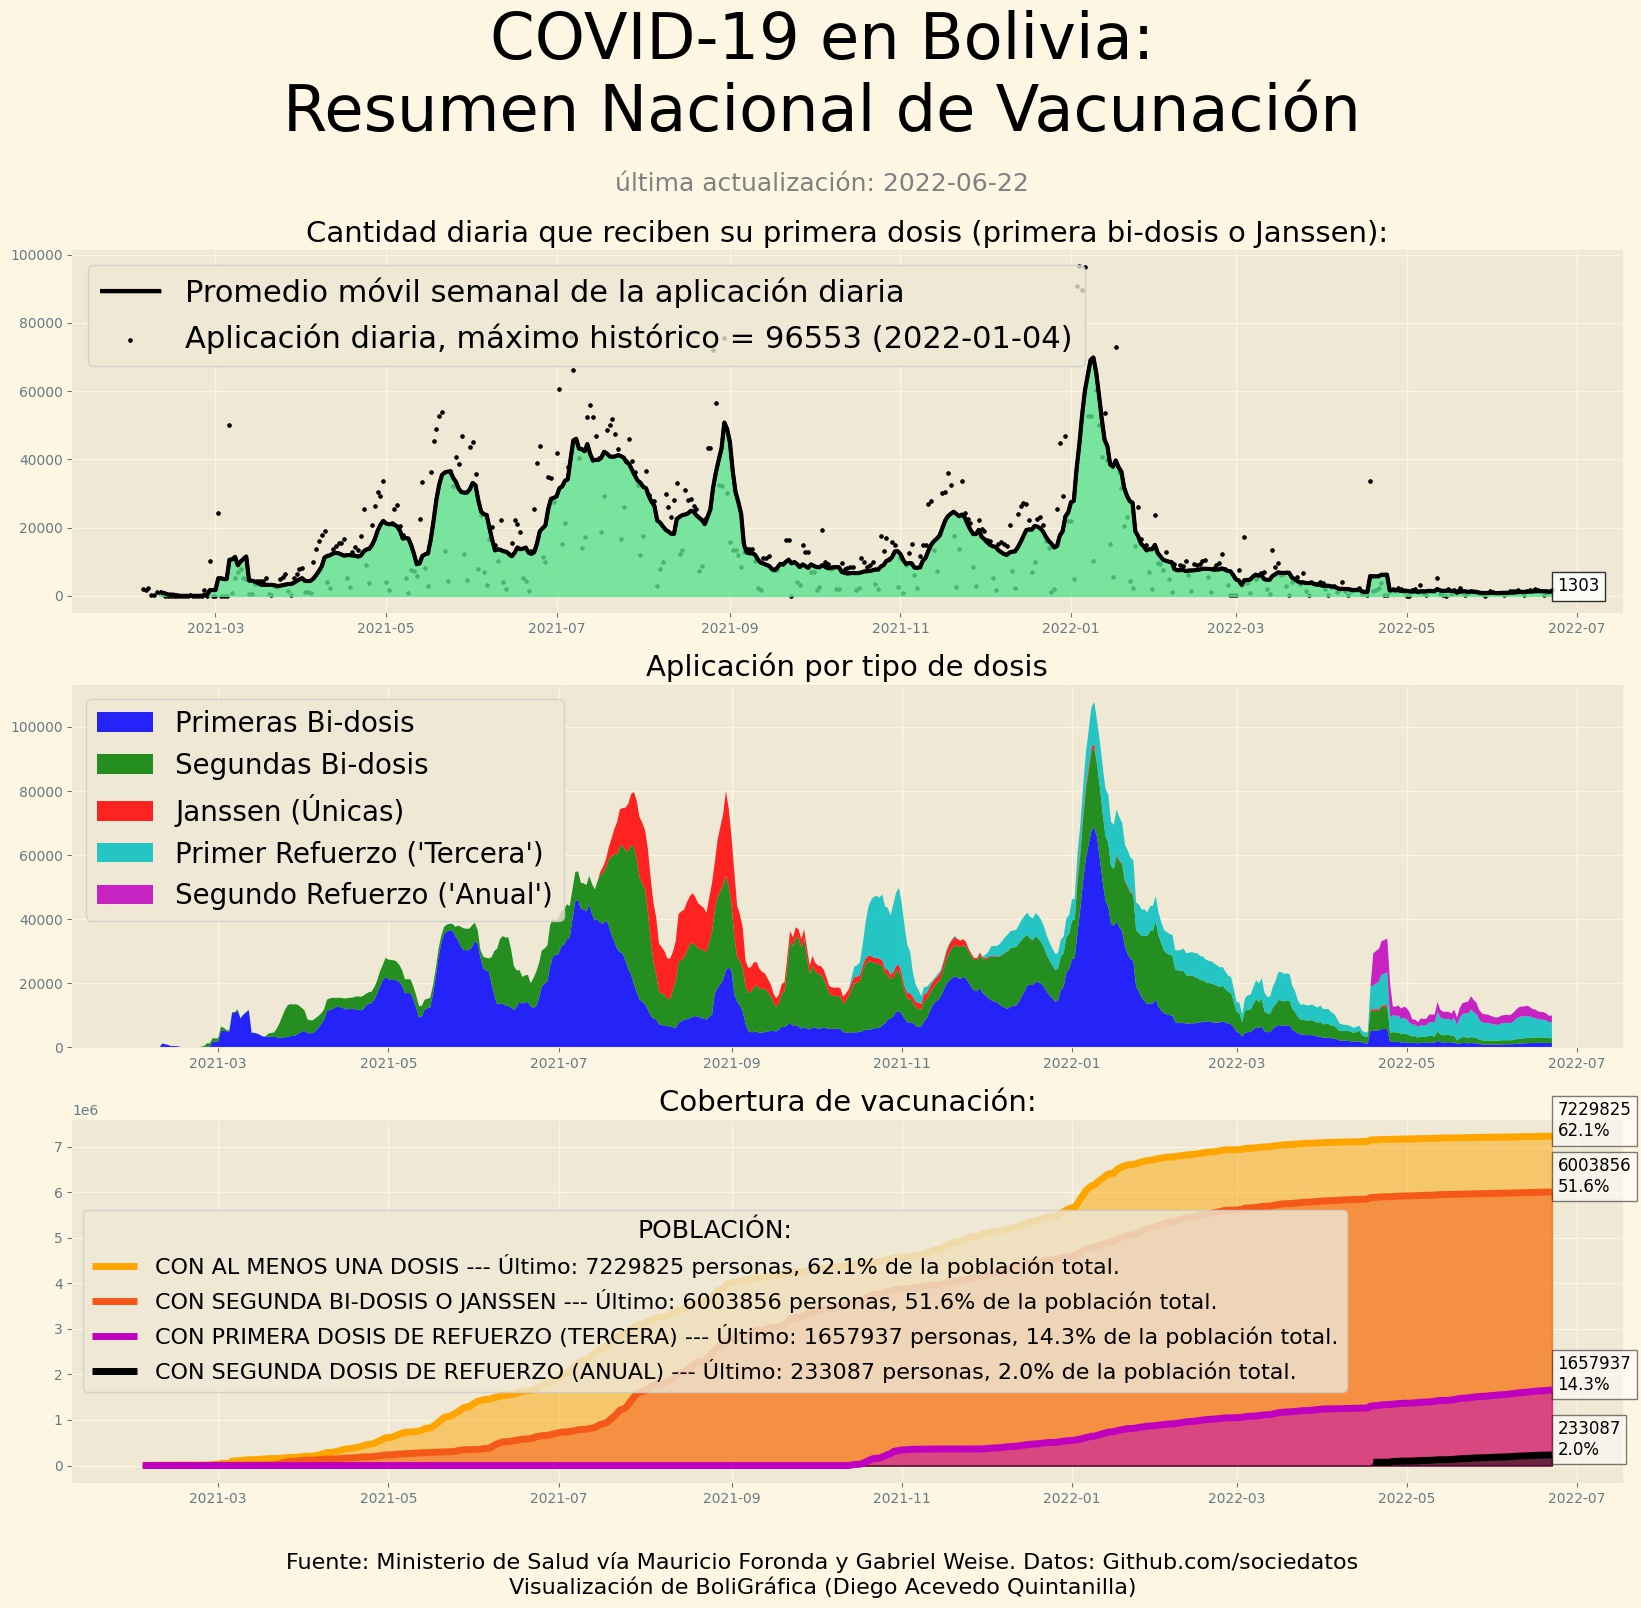 COVID-19 en Bolivia:
Resumen Nacional de Vacunación
última actualización: 2022-06-22
Cantidad diaria que reciben su primera dosis (primera bi-dosis o Janssen):
100000
80000
60000
40000
20000
0
Promedio móvil semanal de la aplicación diaria
Aplicación diaria, máximo histórico = 96553 (2022-01-04)
1303
2021-03 2021-05 2021-07 2021-09 2021-11 2022-01 2022-03 2022-05 2022-07
Aplicación por tipo de dosis
100000
80000
60000
40000
20000
0
Primeras Bi-dosis
Segundas Bi-dosis
Janssen (Únicas)
Primer Refuerzo ('Tercera')
Segundo Refuerzo ('Anual')
2021-03 2021-05 2021-07 2021-09 2021-11 2022-01 2022-03 2022-05 2022-07
Cobertura de vacunación:
1e6
7
6
5
4
3
2
1
0
POBLACIÓN:
CON AL MENOS UNA DOSIS --- Último: 7229825 personas, 62.1% de la población total.
CON SEGUNDA BI-DOSIS O JANSSEN --- Último: 6003856 personas, 51.6% de la población total.
CON PRIMERA DOSIS DE REFUERZO (TERCERA) --- Último: 1657937 personas, 14.3% de la población total.
CON SEGUNDA DOSIS DE REFUERZO (ANUAL) --- Último: 233087 personas, 2.0% de la población total.
7229825
62.1%
6003856
51.6%
1657937
14.3%
233087
2.0%
2021-03 2021-05 2021-07 2021-09 2021-11 2022-01 2022-03 2022-05 2022-07
Fuente: Ministerio de Salud vía Mauricio Foronda y Gabriel Weise. Datos: Github.com/sociedatos
Visualización de BoliGráfica (Diego Acevedo Quintanilla)